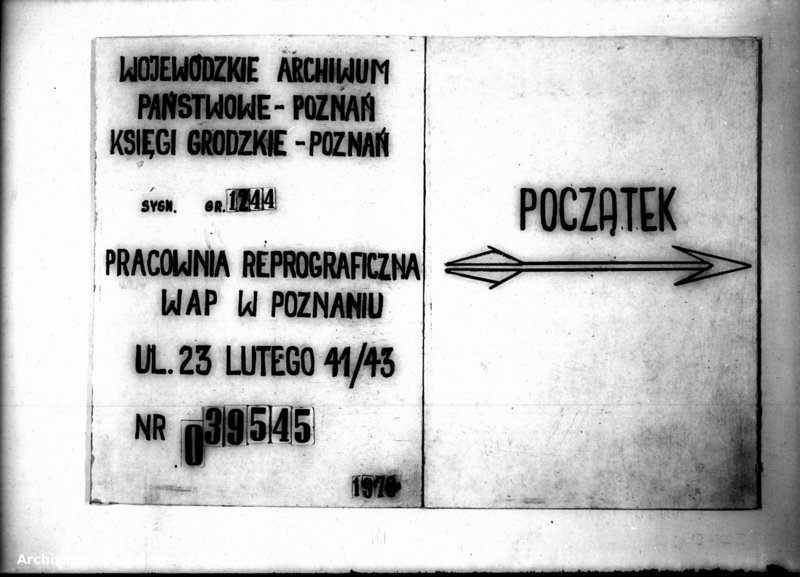 WOJEWÓDZKIE ARCHIWUM
PAŃSTWOWE - POZNAŃ
KSIĘGI GRODZKIE - POZNAŃ
SYGN. GR. 1244
PRACOWNIA REPROGRAFICZNA
WAP W POZNANIU
UL. 23 LUTEGO 41/43
NR 039545
1976
POCZĄTEK